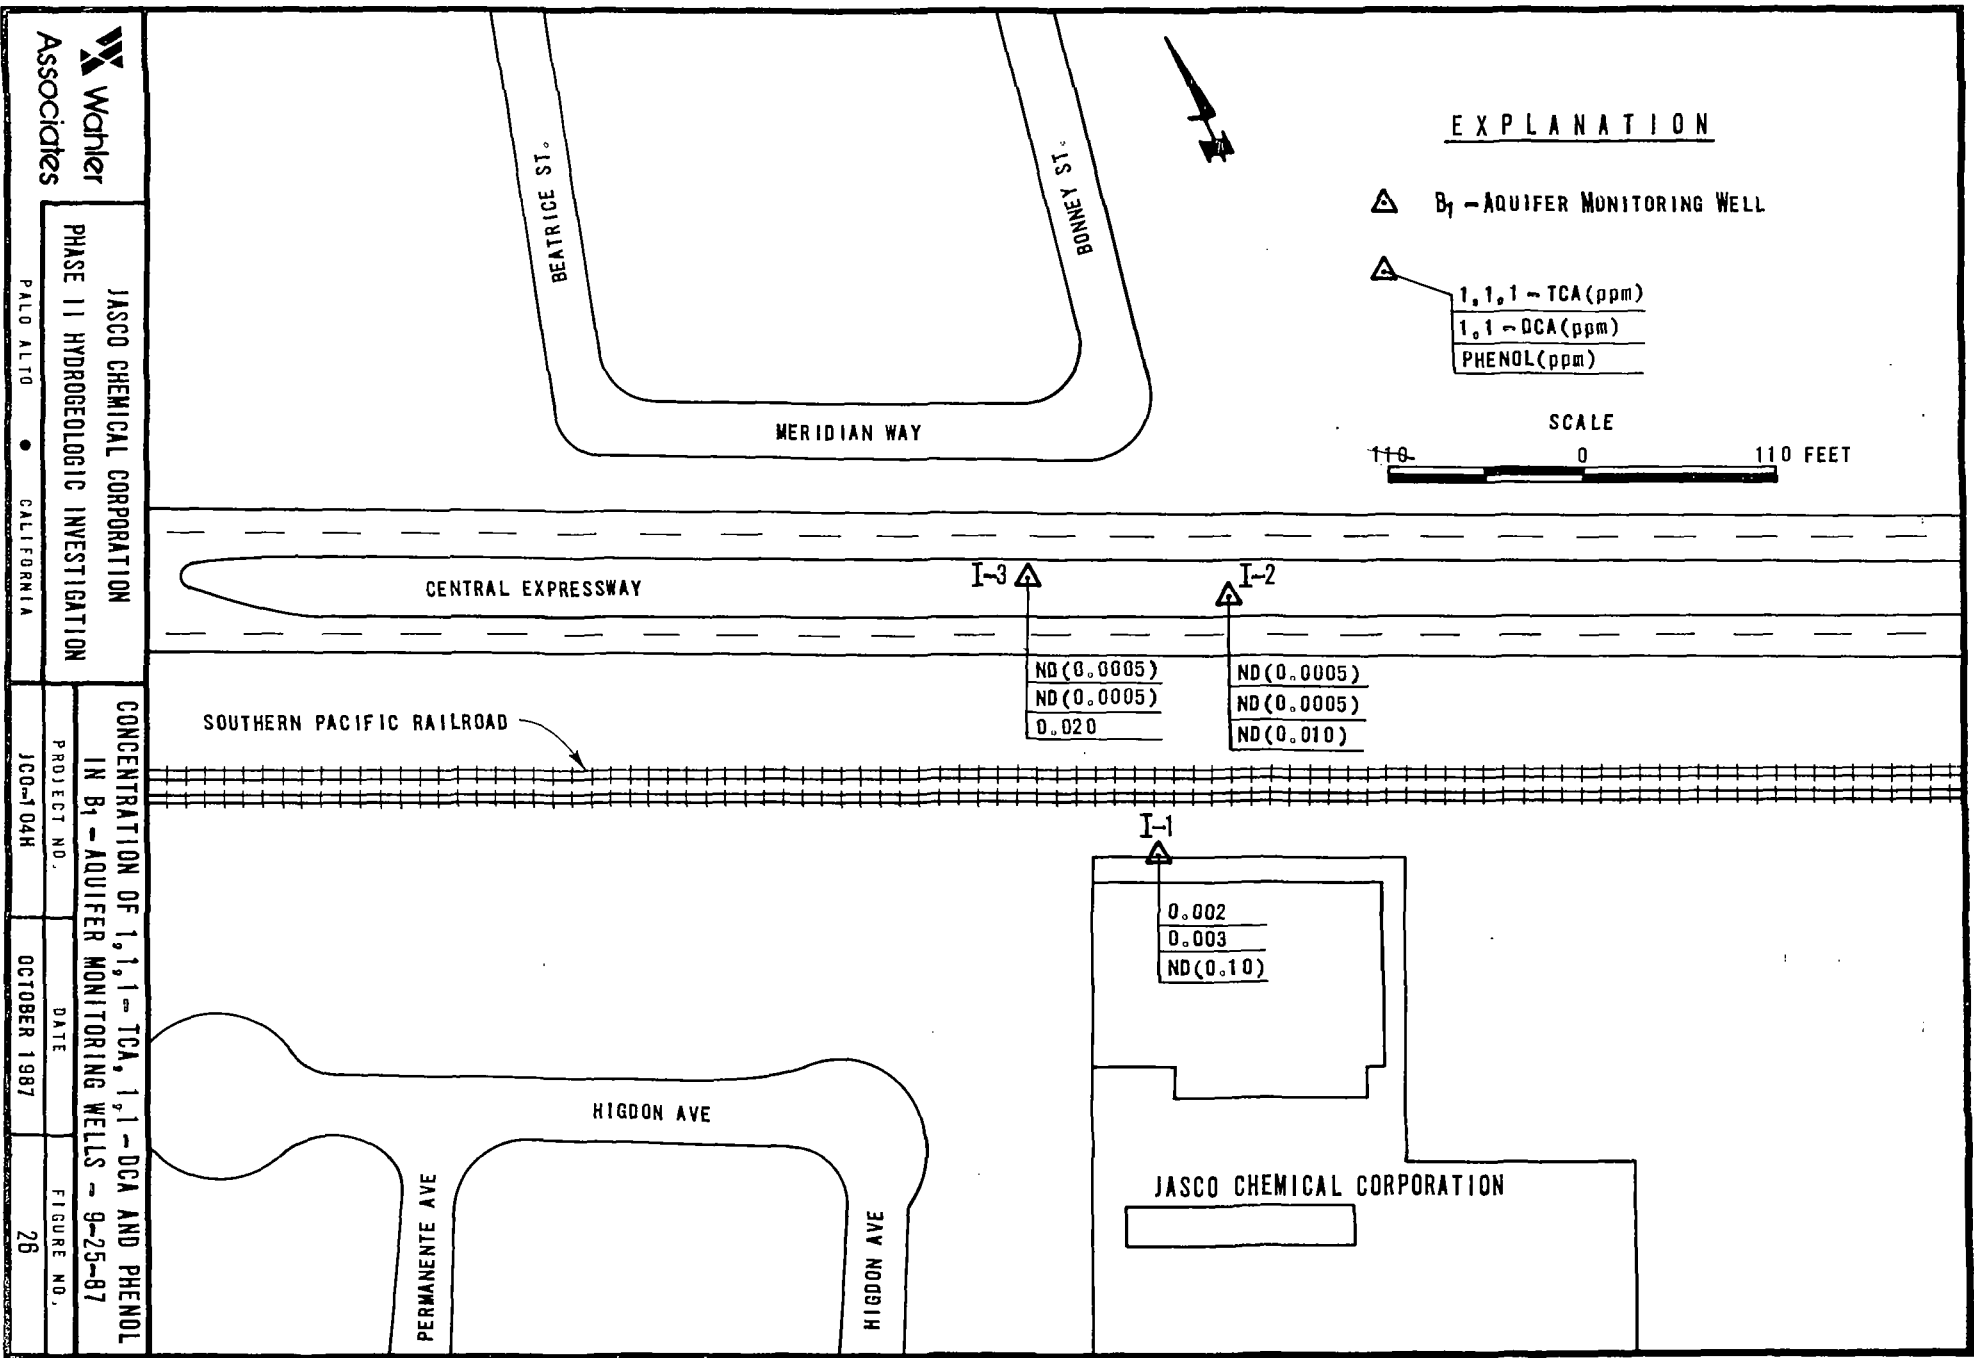 Wahler
Associates
JASCO CHEMICAL CORPORATION
PHASE II HYDROGEOLOGIC INVESTIGATION
PALO ALTO • CALIFORNIA
CONCENTRATION OF 1,1,1-TCA, 1,1-DCA AND PHENOL
IN B1-AQUIFER MONITORING WELLS - 9-25-87
PROJECT NO.
JCO-104H
DATE
OCTOBER 1987
FIGURE NO.
26
BEATRICE ST.
BONNEY ST.
MERIDIAN WAY
N
EXPLANATION
B1-AQUIFER MONITORING WELL
1,1,1-TCA(ppm)
1,1-DCA(ppm)
PHENOL(ppm)
SCALE
110 0 110 FEET
CENTRAL EXPRESSWAY
I-3
ND(0.0005)
ND(0.0005)
0.020
I-2
ND(0.0005)
ND(0.0005)
ND(0.010)
SOUTHERN PACIFIC RAILROAD
I-1
0.002
0.003
ND(0.10)
HIGDON AVE
PERMANENTE AVE
HIGDON AVE
JASCO CHEMICAL CORPORATION